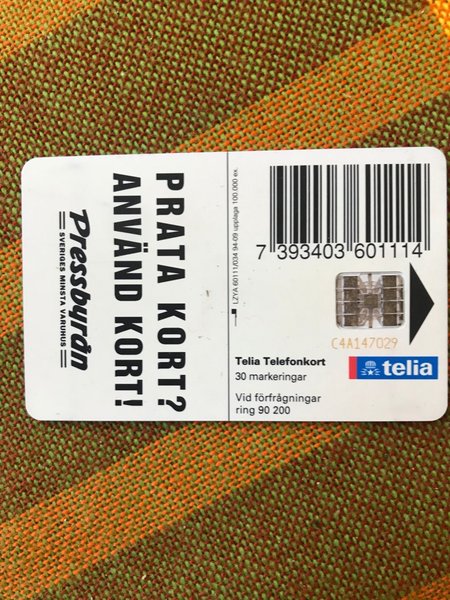 PRATA KORT?
ANVÄND KORT!
Pressbyrån
SVERIGES MINSTA VARUHUS
LZYA 60111/034 94-09 upplaga 100.000 ex.
7 393403 601114
C4A147029
Telia Telefonkort
30 markeringar
Vid förfrågningar
ring 90 200
telia